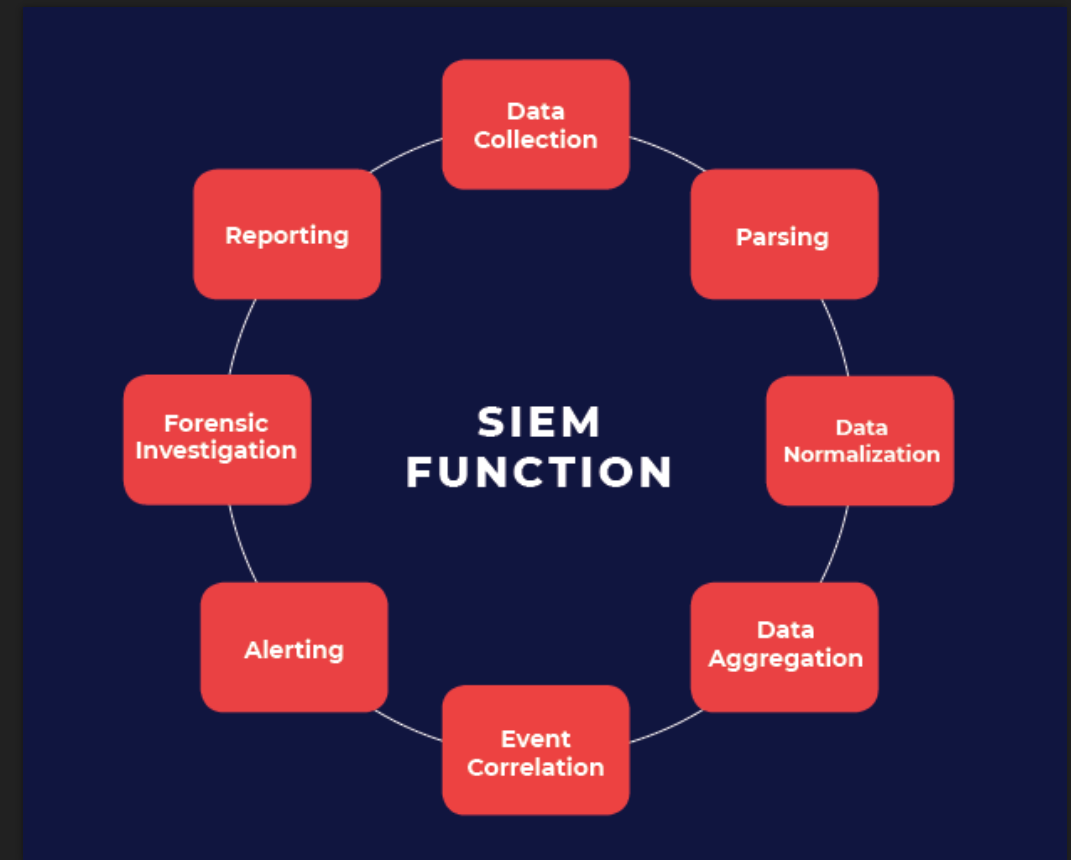 Data
Collection
Reporting
Parsing
Forensic
Investigation
SIEM
FUNCTION
Data
Normalization
Alerting
Data
Aggregation
Event
Correlation